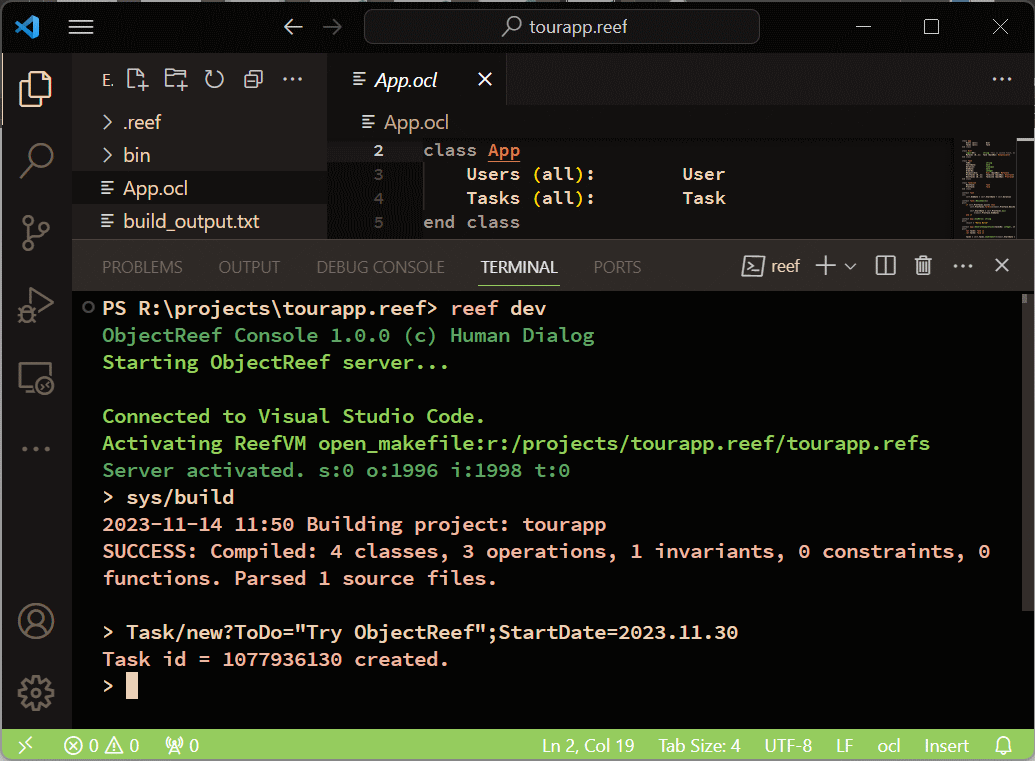 tourapp.reef
E.
App.ocl
.reef
bin
App.ocl
build_output.txt
App.ocl
2 class App
3 Users (all): User
4 Tasks (all): Task
5 end class
PROBLEMS OUTPUT DEBUG CONSOLE TERMINAL PORTS reef
PS R:\projects\tourapp.reef> reef dev
ObjectReef Console 1.0.0 (c) Human Dialog
Starting ObjectReef server...
Connected to Visual Studio Code.
Activating ReefVM open_makefile:r:/projects/tourapp.reef/tourapp.refs
Server activated. s:0 o:1996 i:1998 t:0
> sys/build
2023-11-14 11:50 Building project: tourapp
SUCCESS: Compiled: 4 classes, 3 operations, 1 invariants, 0 constraints, 0
functions. Parsed 1 source files.
> Task/new?ToDo="Try ObjectReef";StartDate=2023.11.30
Task id = 1077936130 created.
>
0 0 0 Ln 2, Col 19 Tab Size: 4 UTF-8 LF ocl Insert